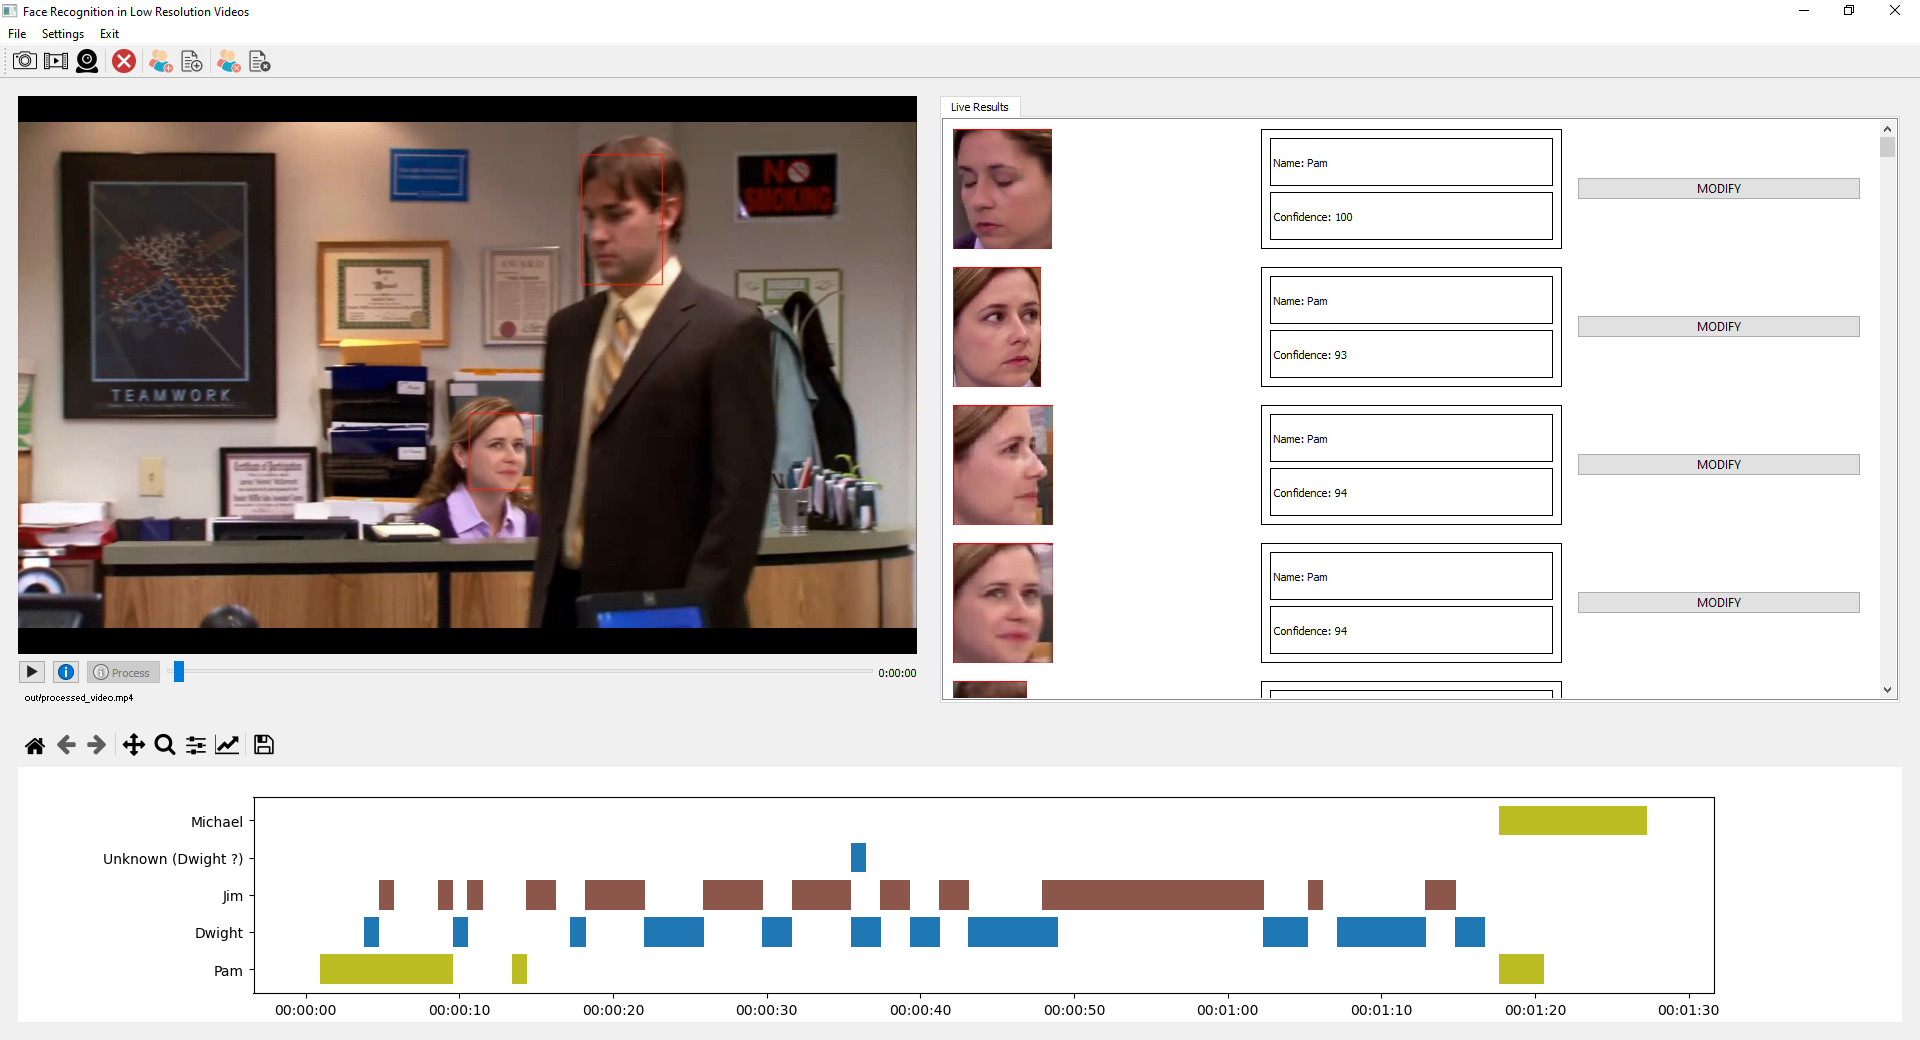 Face Recognition in Low Resolution Videos
File Settings Exit
TEAMWORK
AWARD
NO
SMOKING
Certificate of Participation
Live Results
Name: Pam
Confidence: 100
MODIFY
Name: Pam
Confidence: 93
MODIFY
Name: Pam
Confidence: 94
MODIFY
Name: Pam
Confidence: 94
MODIFY
Process
0:00:00
out/processed_video.mp4
Michael
Unknown (Dwight ?)
Jim
Dwight
Pam
00:00:00 00:00:10 00:00:20 00:00:30 00:00:40 00:00:50 00:01:00 00:01:10 00:01:20 00:01:30